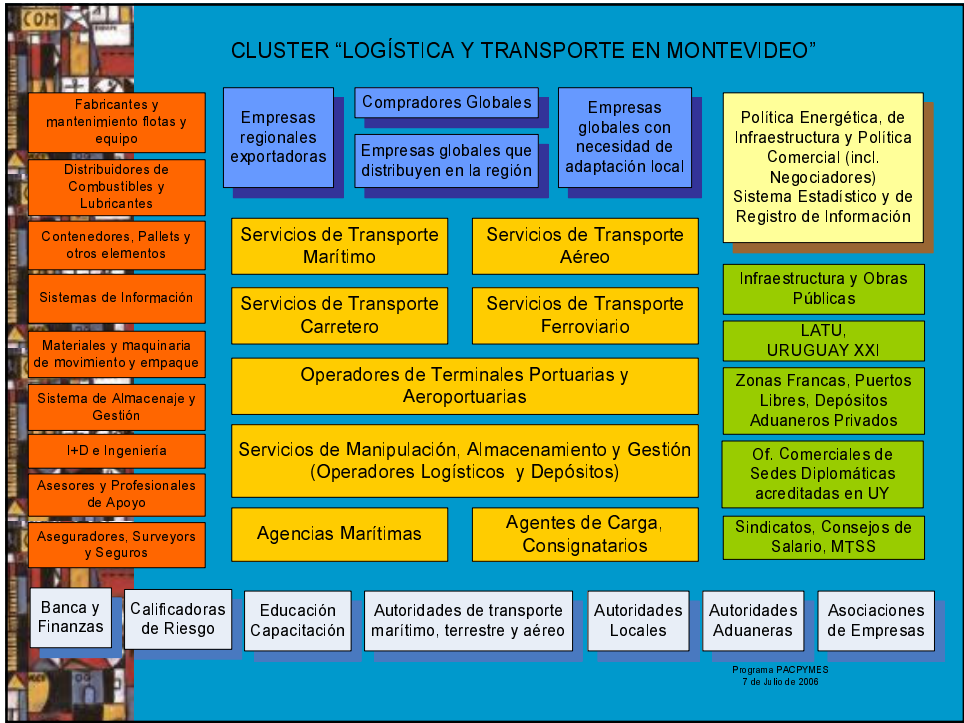 COM
CLUSTER “LOGÍSTICA Y TRANSPORTE EN MONTEVIDEO”
Fabricantes y
mantenimiento flotas y
equipo
Distribuidores de
Combustibles y
Lubricantes
Contenedores, Pallets y
otros elementos
Sistemas de Información
Materiales y maquinaria
de movimiento y empaque
Sistema de Almacenaje y
Gestión
I+D e Ingeniería
Asesores y Profesionales
de Apoyo
Aseguradores, Surveyors
y Seguros
Empresas
regionales
exportadoras
Compradores Globales
Empresas globales que
distribuyen en la región
Empresas
globales con
necesidad de
adaptación local
Servicios de Transporte
Marítimo
Servicios de Transporte
Aéreo
Servicios de Transporte
Carretero
Servicios de Transporte
Ferroviario
Operadores de Terminales Portuarias y
Aeroportuarias
Servicios de Manipulación, Almacenamiento y Gestión
(Operadores Logísticos y Depósitos)
Agencias Marítimas
Agentes de Carga,
Consignatarios
Política Energética, de
Infraestructura y Política
Comercial (incl.
Negociadores)
Sistema Estadístico y de
Registro de Información
Infraestructura y Obras
Públicas
LATU,
URUGUAY XXI
Zonas Francas, Puertos
Libres, Depósitos
Aduaneros Privados
Of. Comerciales de
Sedes Diplomáticas
acreditadas en UY
Sindicatos, Consejos de
Salario, MTSS
Banca y
Finanzas
Calificadoras
de Riesgo
Educación
Capacitación
Autoridades de transporte
marítimo, terrestre y aéreo
Autoridades
Locales
Autoridades
Aduaneras
Asociaciones
de Empresas
Programa PACPYMES
7 de Julio de 2006